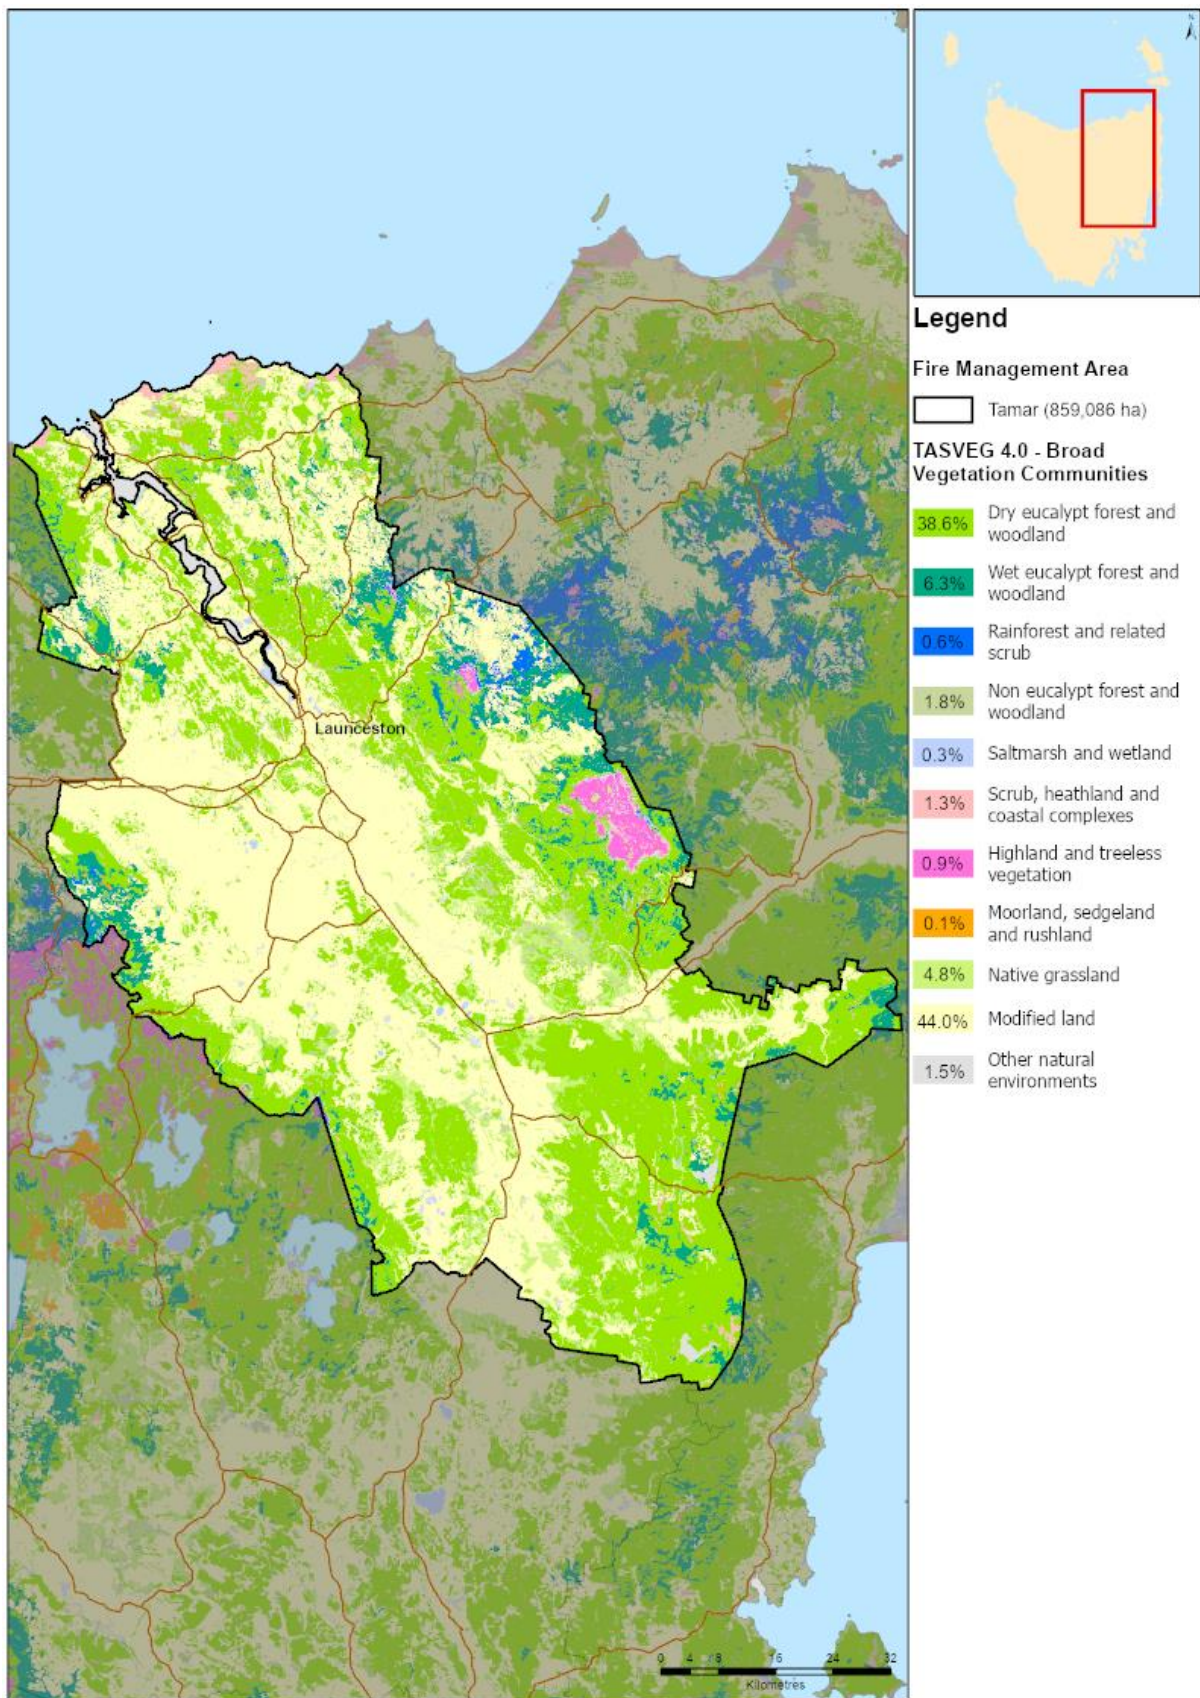 N
Legend
Fire Management Area
Tamar (859,086 ha)
TASVEG 4.0 - Broad
Vegetation Communities
38.6%
Dry eucalypt forest and
woodland
6.3%
Wet eucalypt forest and
woodland
0.6%
Rainforest and related
scrub
1.8%
Non eucalypt forest and
woodland
0.3%
Saltmarsh and wetland
1.3%
Scrub, heathland and
coastal complexes
0.9%
Highland and treeless
vegetation
0.1%
Moorland, sedgeland
and rushland
4.8%
Native grassland
44.0%
Modified land
1.5%
Other natural
environments
Launceston
0 4 8 16 24 32
Kilometres